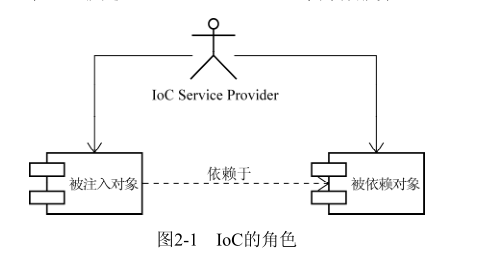 IoC Service Provider
依赖于
被注入对象
被依赖对象
图2-1 IoC的角色